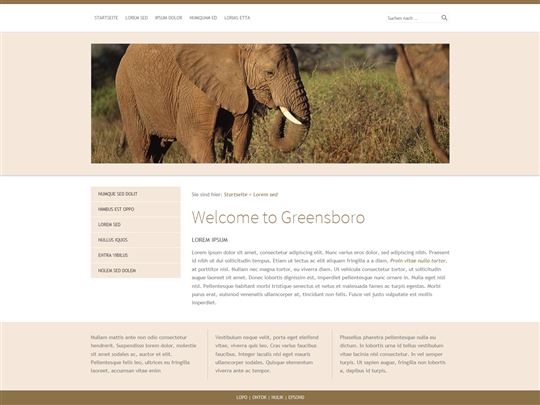 STARTSEITE LOREM SED IPSUM DOLOR NUMQUAM ED LORIAS ETTA
Suchen nach ...
NUMQUE SED DOLIT
NIMBUS EST OPPO
LOREM SED
NULLUS IQUOS
EXTRA VIBILUS
NOLEM SED DOLEM
Sie sind hier: Startseite » Lorem sed
Welcome to Greensboro
LOREM IPSUM
Lorem ipsum dolor sit amet, consectetur adipiscing elit. Nunc varius eros dolor, sed adipiscing nibh. Praesent
id nibh ut dui sollicitudin tempus. Etiam ut lectus ac elit aliquam fringilla a a diam. Proin vitae nulla tortor,
at porttitor nisl. Nullam nec magna tortor, eu viverra diam. Ut vehicula consectetur tortor, ut sollicitudin
augue laoreet sit amet. Donec lobortis dignissim est, imperdiet pellentesque nunc ornare in. Nulla eget nisl
nisl. Pellentesque habitant morbi tristique senectus et netus et malesuada fames ac turpis egestas. Morbi
purus erat, euismod venenatis ullamcorper at, tincidunt non felis. Fusce vel justo vulputate est mollis
imperdiet.
Nullam mattis ante non odio consectetur
hendrerit. Suspendisse lorem dolor, molestie
sit amet sodales ac, auctor et elit.
Pellentesque felis leo, ultrices eu fringilla
laoreet, accumsan vitae enim
Vestibulum neque velit, porta eget eleifend
vitae, viverra quis leo. Cras varius faucibus
faucibus. Integer iaculis nisl eget mauris
ullamcorper sodales. Quisque elementum
viverra ante ac tempor.
Phasellus pharetra pellentesque nulla eu
dictum. In lobortis urna id tellus vestibulum
vitae lacinia nisl consectetur. In vel semper
turpis. Ut sapien augue, fringilla non lobortis
a, dapibus id turpis.
LOPO | OHTOK | HULIK | EPSOMO